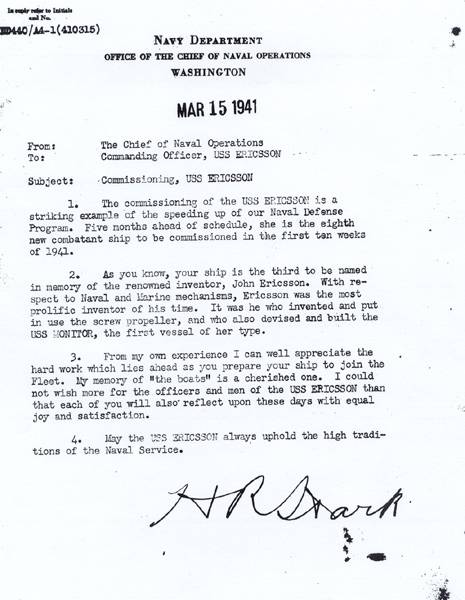 In reply refer to Initials
and No.
440/A4-1(410315)
NAVY DEPARTMENT
OFFICE OF THE CHIEF OF NAVAL OPERATIONS
WASHINGTON
MAR 15 1941
From: The Chief of Naval Operations
To: Commanding Officer, USS ERICSSON
Subject: Commissioning, USS ERICSSON
1. The commissioning of the USS ERICSSON is a
striking example of the speeding up of our Naval Defense
Program. Five months ahead of schedule, she is the eighth
new combatant ship to be commissioned in the first ten weeks
of 1941.
2. As you know, your ship is the third to be named
in memory of the renowned inventor, John Ericsson. With re-
spect to Naval and Marine mechanisms, Ericsson was the most
prolific inventor of his time. It was he who invented and put
in use the screw propeller, and who also devised and built the
USS MONITOR, the first vessel of her type.
3. From my own experience I can well appreciate the
hard work which lies ahead as you prepare your ship to join the
Fleet. My memory of "the boats" is a cherished one. I could
not wish more for the officers and men of the USS ERICSSON than
that each of you will also reflect upon these days with equal
joy and satisfaction.
4. May the USS ERICSSON always uphold the high tradi-
tions of the Naval Service.
H R Stark